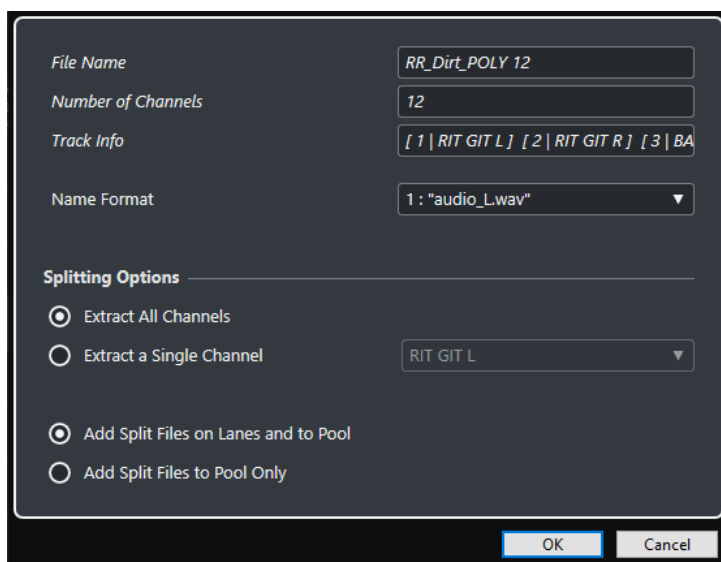 File Name RR_Dirt_POLY 12
Number of Channels 12
Track Info [ 1 | RIT GIT L ] [ 2 | RIT GIT R ] [ 3 | BA
Name Format 1 : "audio_L.wav"
Splitting Options
Extract All Channels
Extract a Single Channel RIT GIT L
Add Split Files on Lanes and to Pool
Add Split Files to Pool Only
OK Cancel